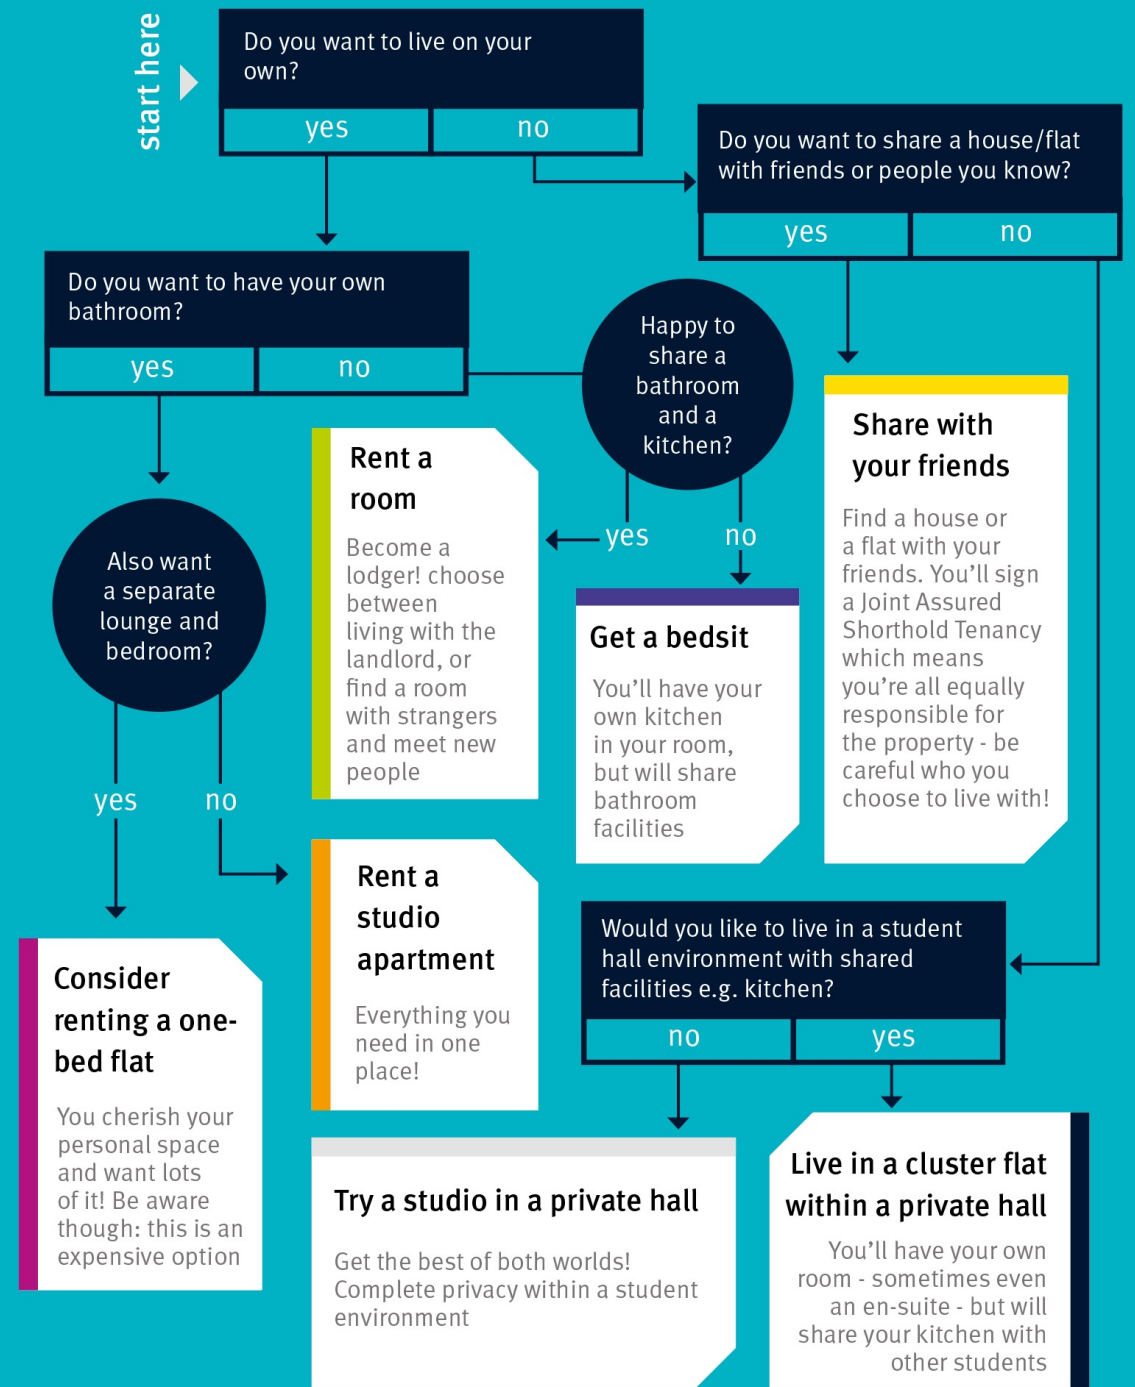 start here
Do you want to live on your
own?
yes
no
Do you want to share a house/flat
with friends or people you know?
yes
no
Do you want to have your own
bathroom?
yes
no
Happy to
share a
bathroom
and a
kitchen?
yes
no
Share with
your friends
Find a house or
a flat with your
friends. You’ll sign
a Joint Assured
Shorthold Tenancy
which means
you’re all equally
responsible for
the property - be
careful who you
choose to live with!
Rent a
room
Become a
lodger! choose
between
living with the
landlord, or
find a room
with strangers
and meet new
people
Get a bedsit
You’ll have your
own kitchen
in your room,
but will share
bathroom
facilities
Also want
a separate
lounge and
bedroom?
yes
no
Rent a
studio
apartment
Everything you
need in one
place!
Consider
renting a one-
bed flat
You cherish your
personal space
and want lots
of it! Be aware
though: this is an
expensive option
Would you like to live in a student
hall environment with shared
facilities e.g. kitchen?
no
yes
Try a studio in a private hall
Get the best of both worlds!
Complete privacy within a student
environment
Live in a cluster flat
within a private hall
You’ll have your own
room - sometimes even
an en-suite - but will
share your kitchen with
other students